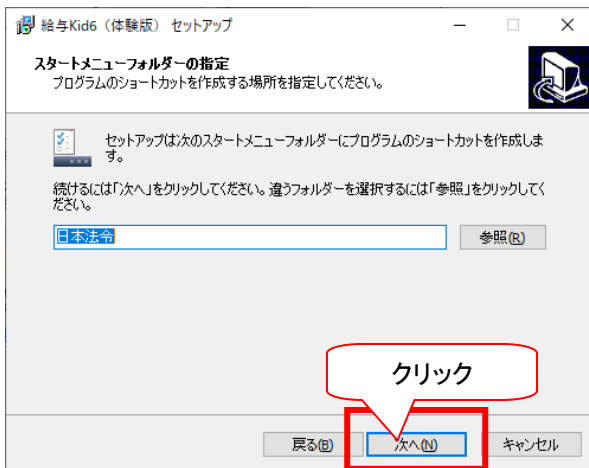 給与Kid6（体験版） セットアップ
スタートメニューフォルダーの指定
プログラムのショートカットを作成する場所を指定してください。
セットアップは次のスタートメニューフォルダーにプログラムのショートカットを作成しま
す。
続けるには「次へ」をクリックしてください。違うフォルダーを選択するには「参照」をクリックしてく
ださい。
日本法令
参照(R)
クリック
戻る(B)
次へ(N)
キャンセル